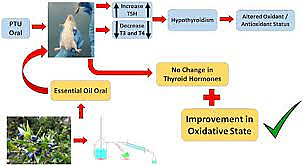 PTU
Oral
Increase
TSH
Decrease
T3 and T4
Hypothyroidism
Altered Oxidant /
Antioxidant Status
Essential Oil Oral
No Change in
Thyroid Hormones
Improvement in
Oxidative State